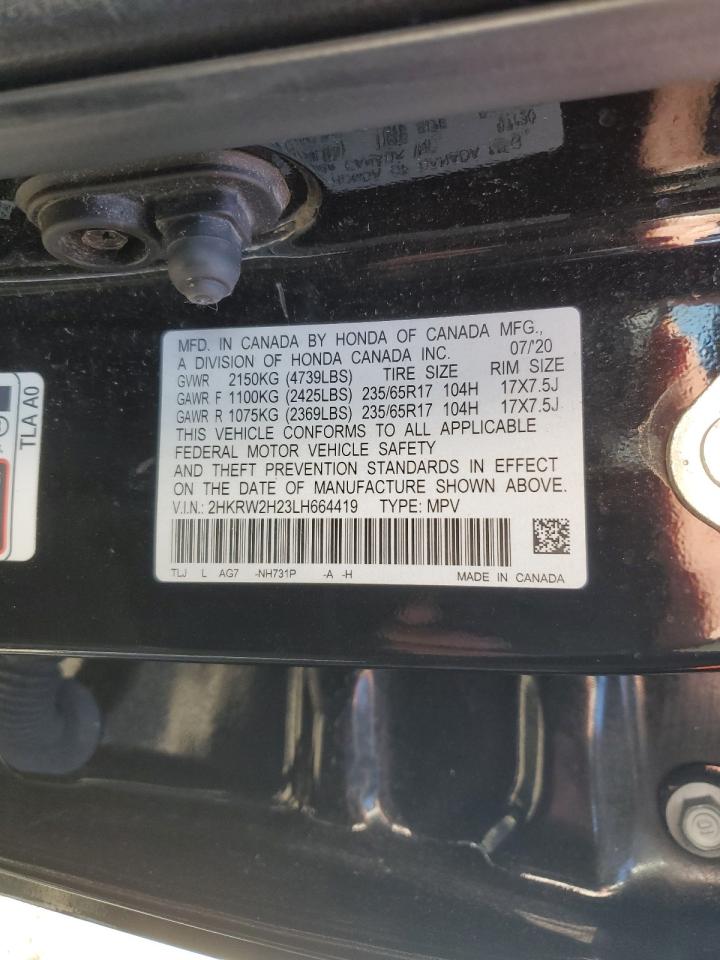 MFD. IN CANADA BY HONDA OF CANADA MFG.,
A DIVISION OF HONDA CANADA INC. 07/'20
GVWR 2150KG (4739LBS) TIRE SIZE RIM SIZE
GAWR F 1100KG (2425LBS) 235/65R17 104H 17X7.5J
GAWR R 1075KG (2369LBS) 235/65R17 104H 17X7.5J
THIS VEHICLE CONFORMS TO ALL APPLICABLE
FEDERAL MOTOR VEHICLE SAFETY
AND THEFT PREVENTION STANDARDS IN EFFECT
ON THE DATE OF MANUFACTURE SHOWN ABOVE.
V.I.N.: 2HKRW2H23LH664419 TYPE: MPV
TLJ L AG7 -NH731P -A -H MADE IN CANADA
TLA A0